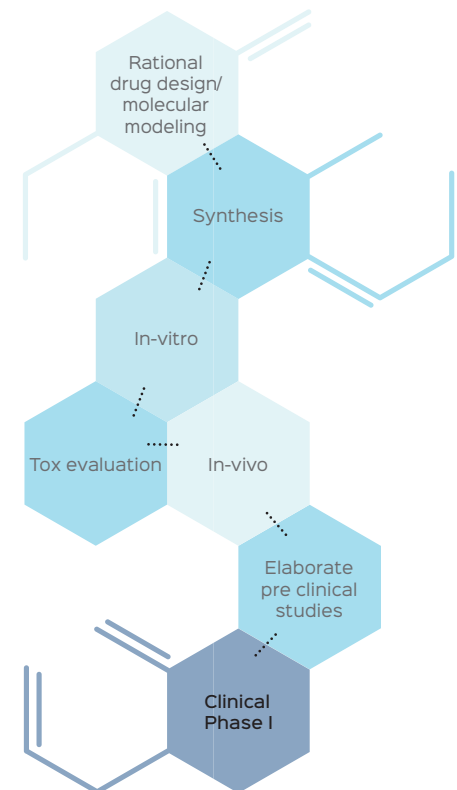 Rational
drug design/
molecular
modeling
Synthesis
In-vitro
Tox evaluation
In-vivo
Elaborate
pre clinical
studies
Clinical
Phase I